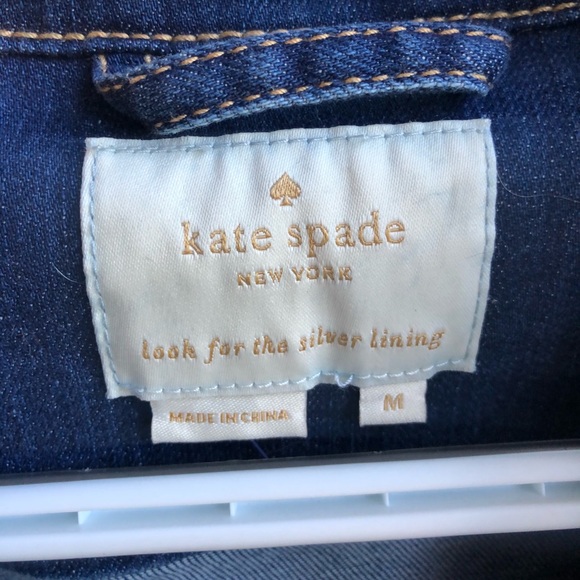 kate spade
NEW YORK
look for the silver lining
MADE IN CHINA
M